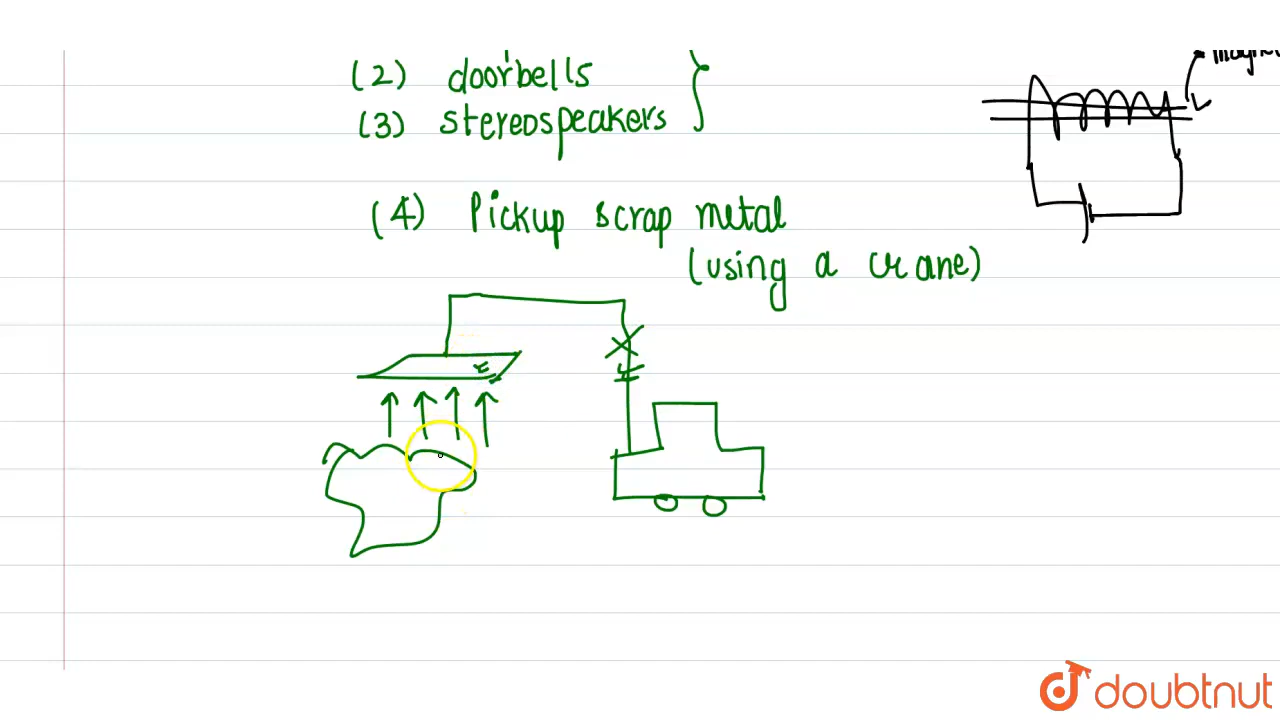 (2) doorbells
(3) stereospeakers
(4) Pickup scrap metal
(using a crane)
doubtnut